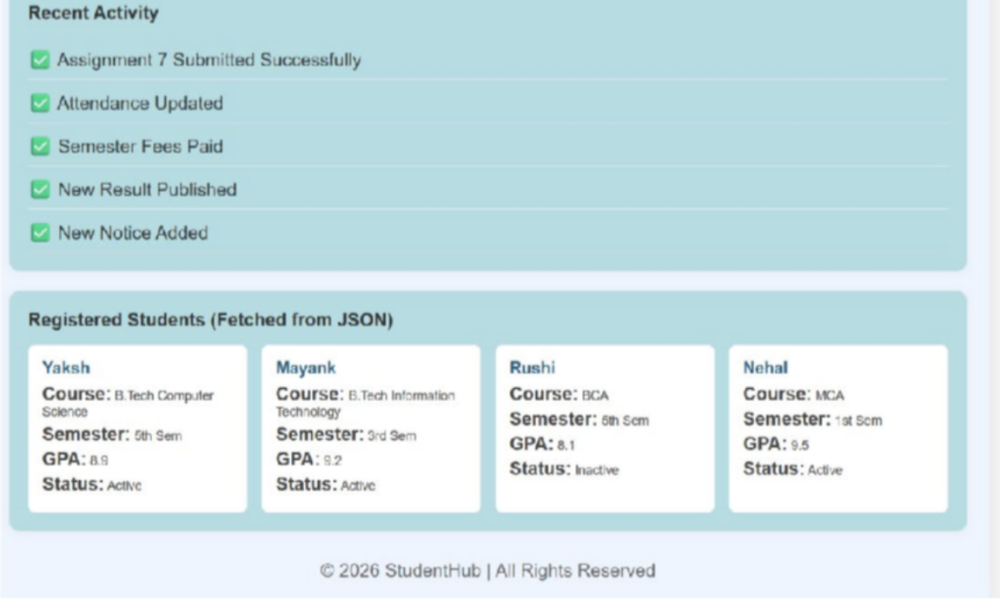 Recent Activity
Assignment 7 Submitted Successfully
Attendance Updated
Semester Fees Paid
New Result Published
New Notice Added
Registered Students (Fetched from JSON)
Yaksh
Course: B.Tech Computer
Science
Semester: Sem
GPA: 8.9
Status: Active
Mayank
Course: B.Tech Information
Technology
Semester: 3rd Sem
GPA: 9.2
Status: Active
Rushi
Course: BCA
Semester: Sem
GPA: 8.1
Status: Inactive
Nehal
Course: MCA
Semester: 1st Sem
GPA: 9.5
Status: Active
© 2026 StudentHub | All Rights Reserved